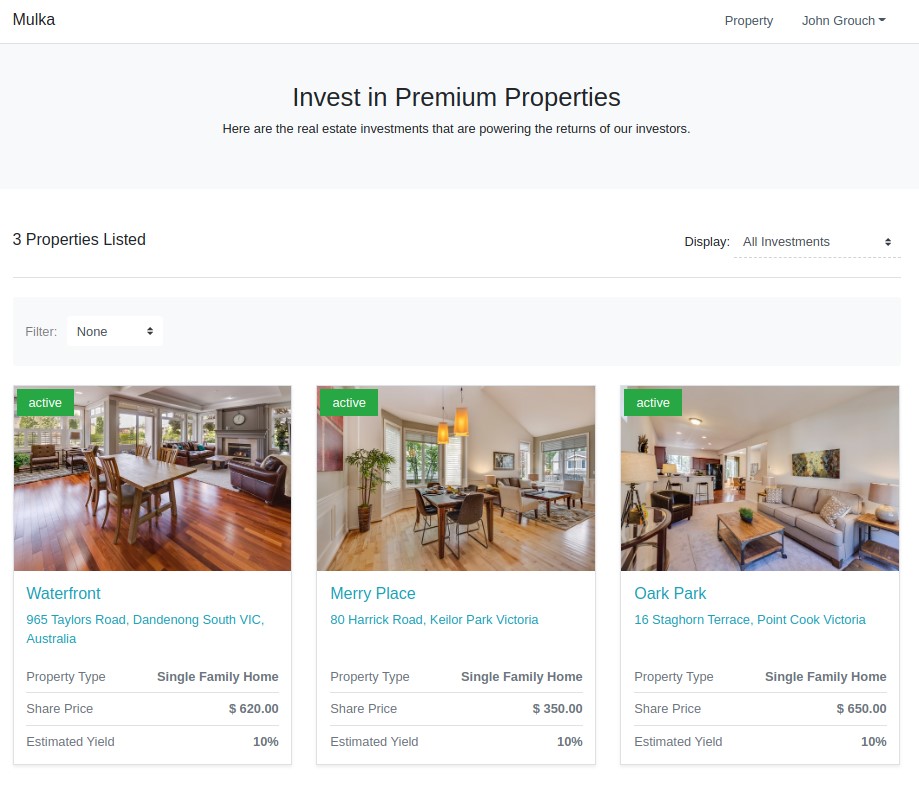 Mulka
Property
John Grouch
Invest in Premium Properties
Here are the real estate investments that are powering the returns of our investors.
3 Properties Listed
Display: All Investments
Filter: None
active
Waterfront
965 Taylors Road, Dandenong South VIC,
Australia
Property Type Single Family Home
Share Price $ 620.00
Estimated Yield 10%
active
Merry Place
80 Harrick Road, Keilor Park Victoria
Property Type Single Family Home
Share Price $ 350.00
Estimated Yield 10%
active
Oark Park
16 Staghorn Terrace, Point Cook Victoria
Property Type Single Family Home
Share Price $ 650.00
Estimated Yield 10%